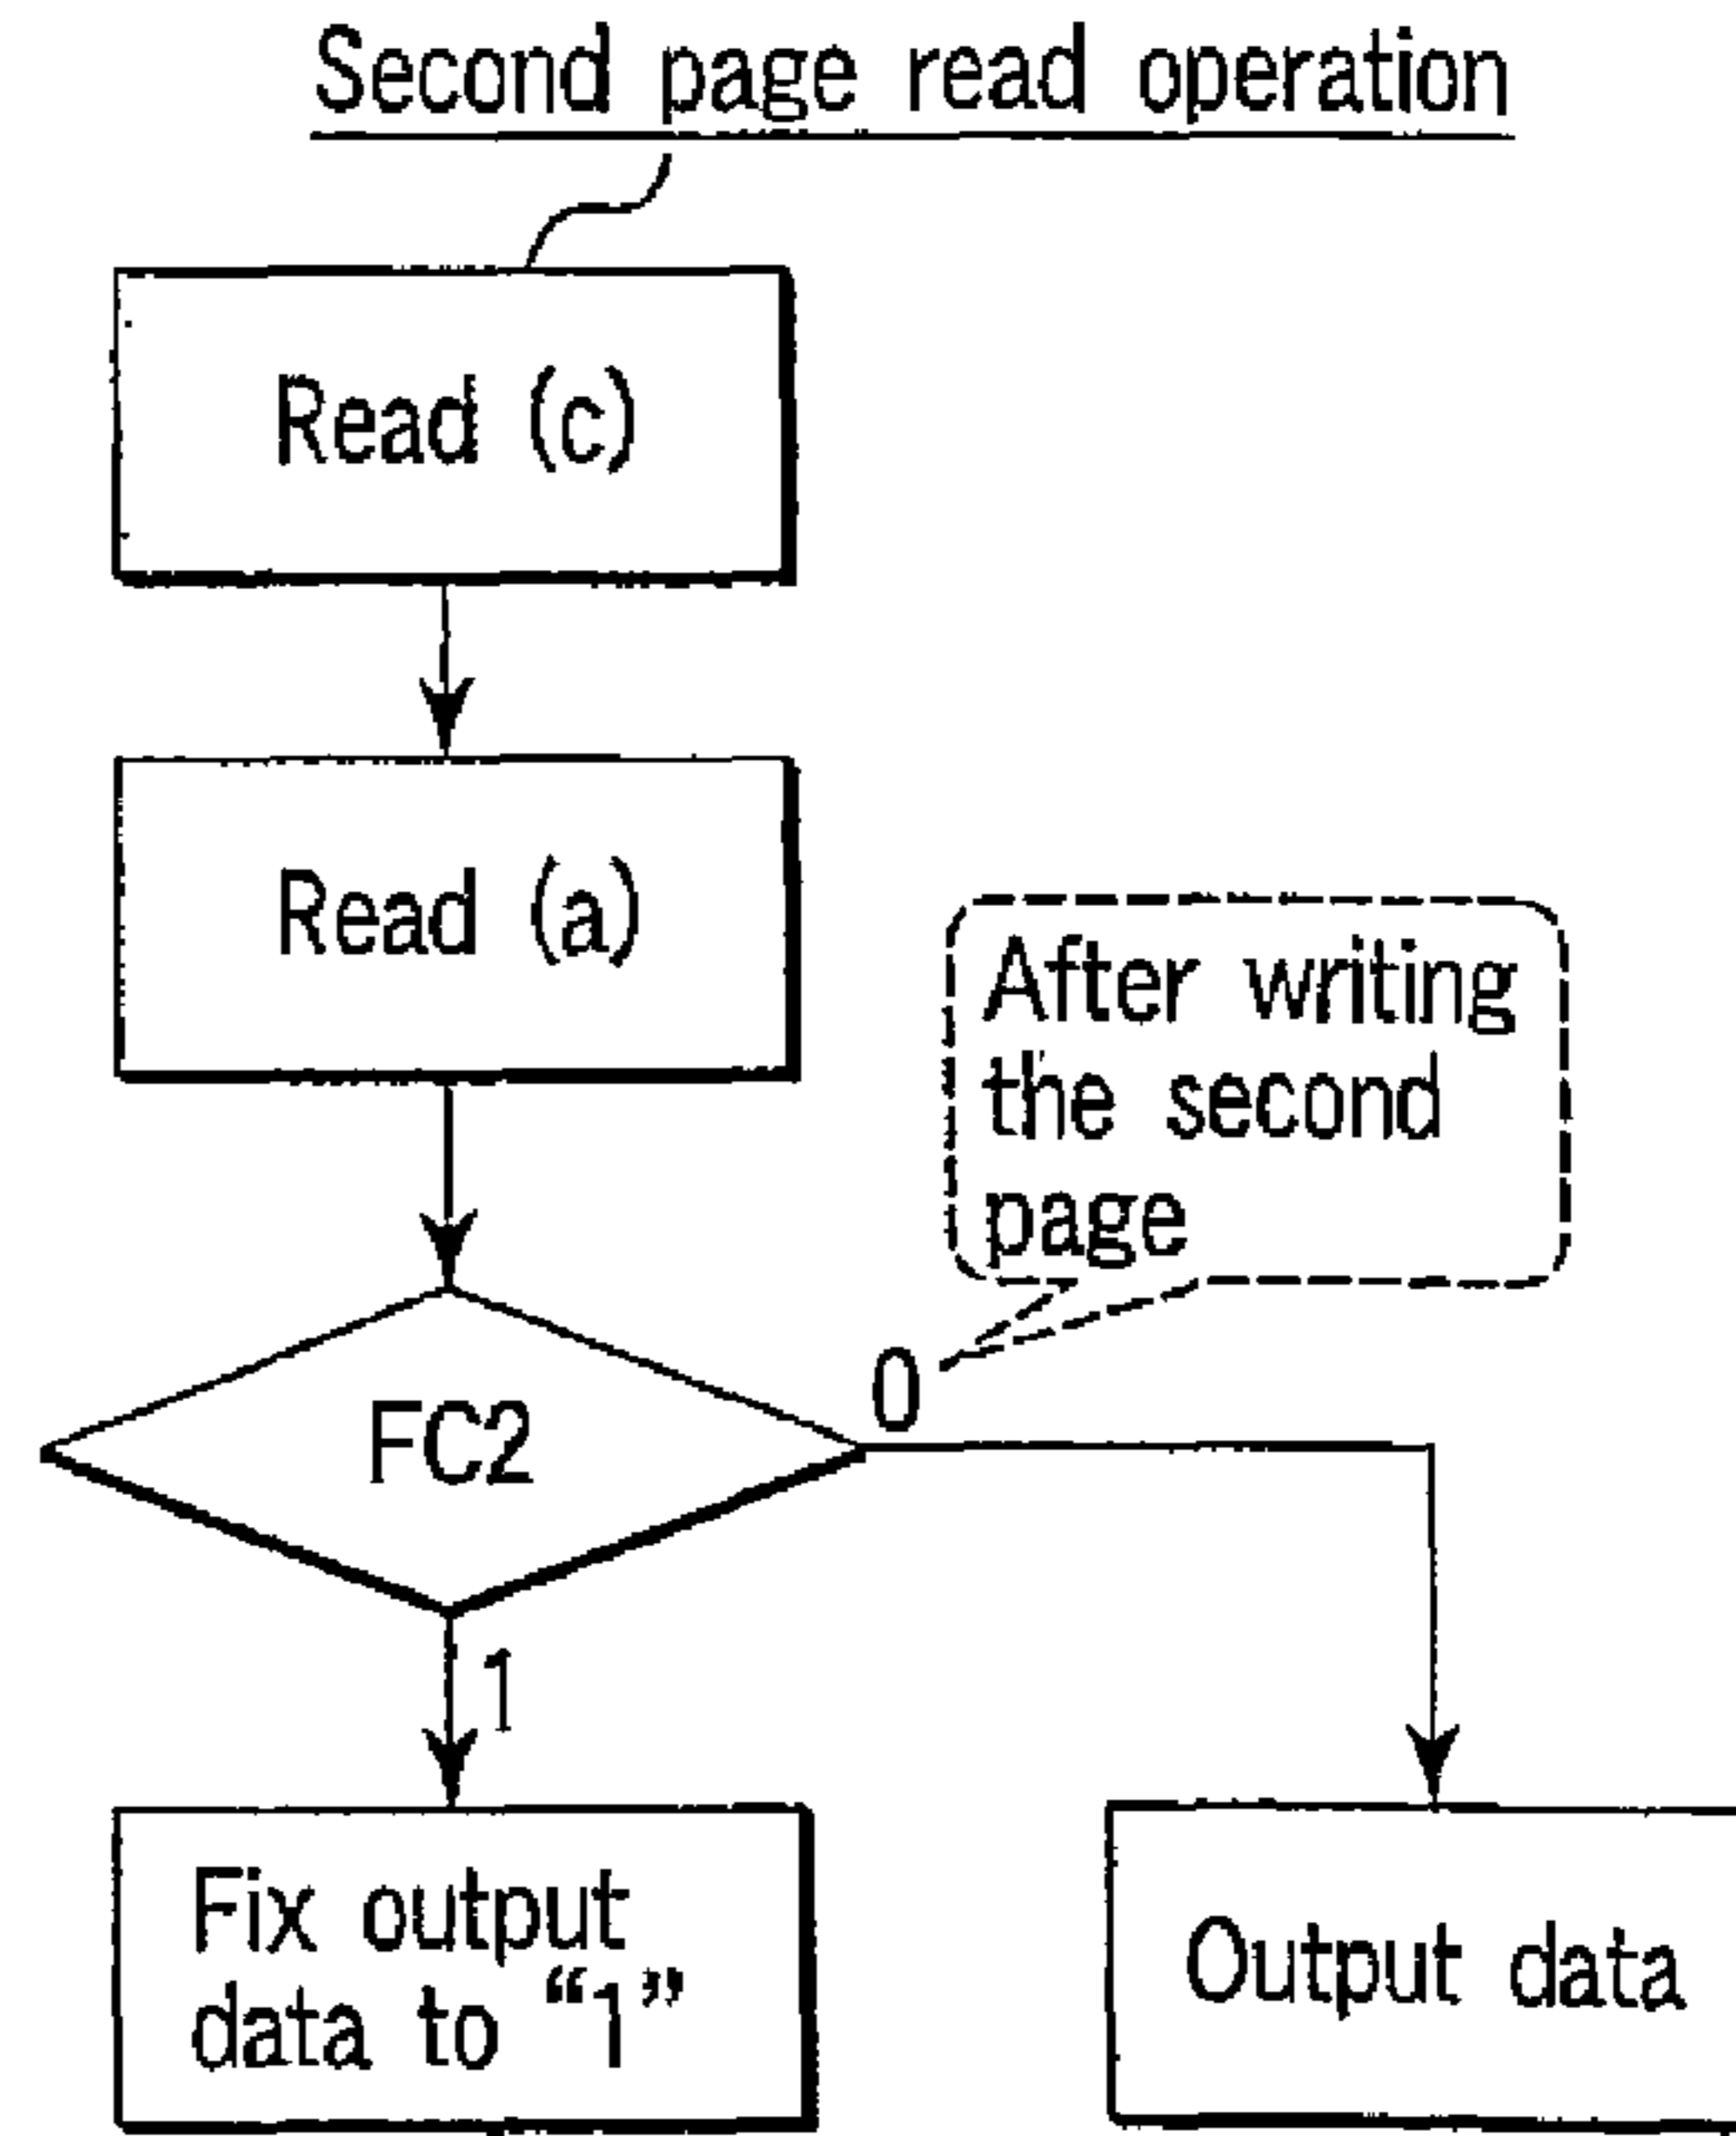 Second page read operation
Read (c)
Read (a)
After writing
the second
page
0
FC2
1
Fix output
data to “1”
Output data